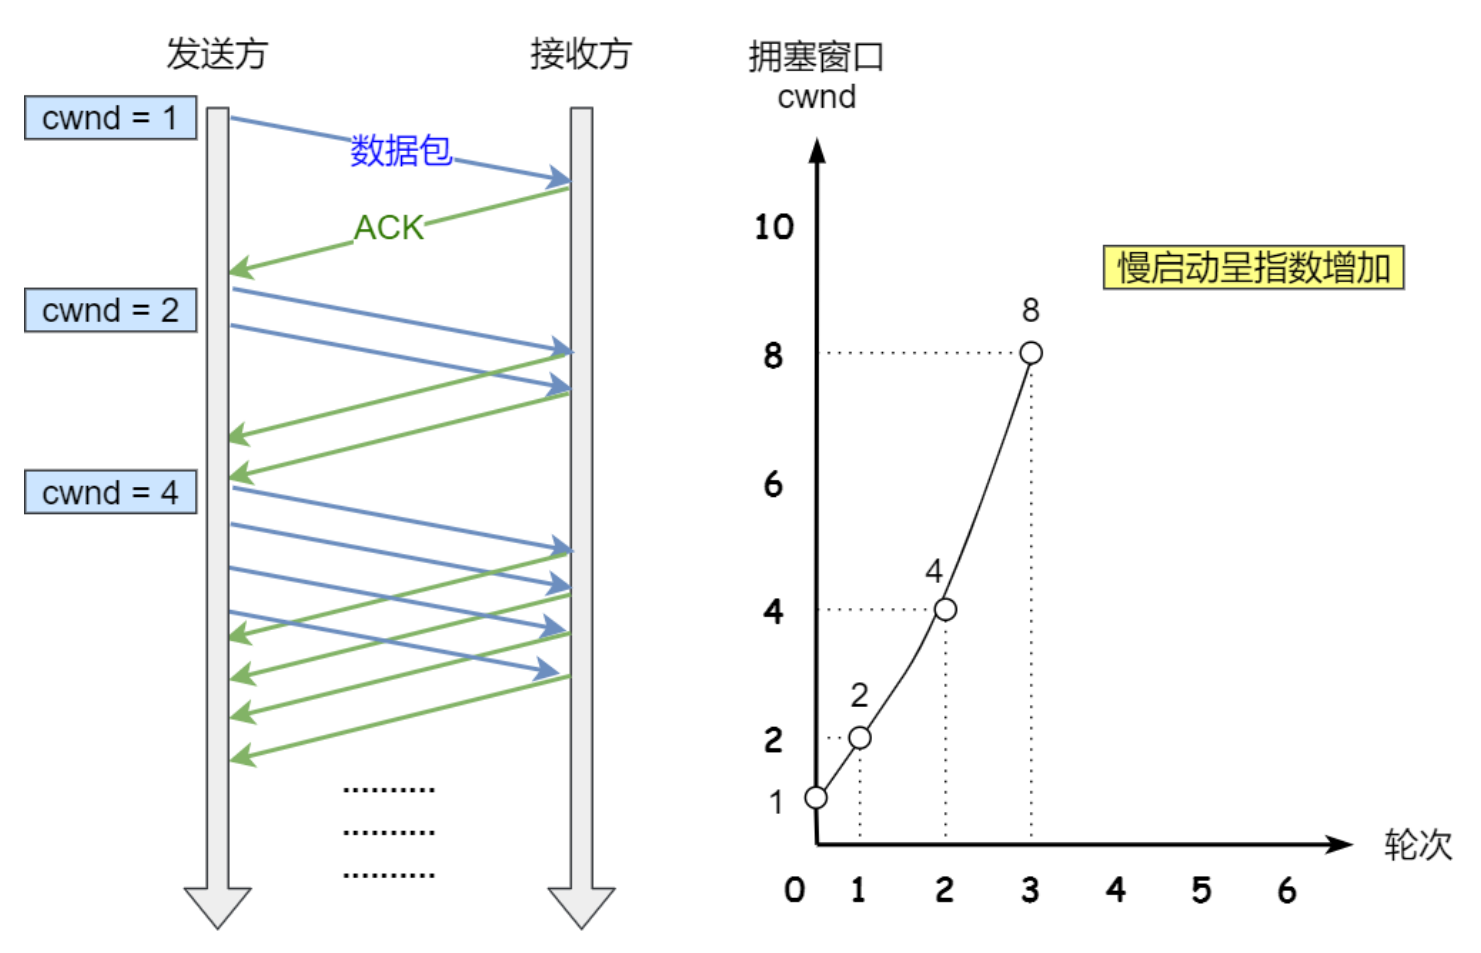 发送方
接收方
cwnd = 1
数据包
ACK
cwnd = 2
cwnd = 4
..........
..........
..........
拥塞窗口
cwnd
10
慢启动呈指数增加
8
8
6
4
4
2
2
1
轮次
0 1 2 3 4 5 6